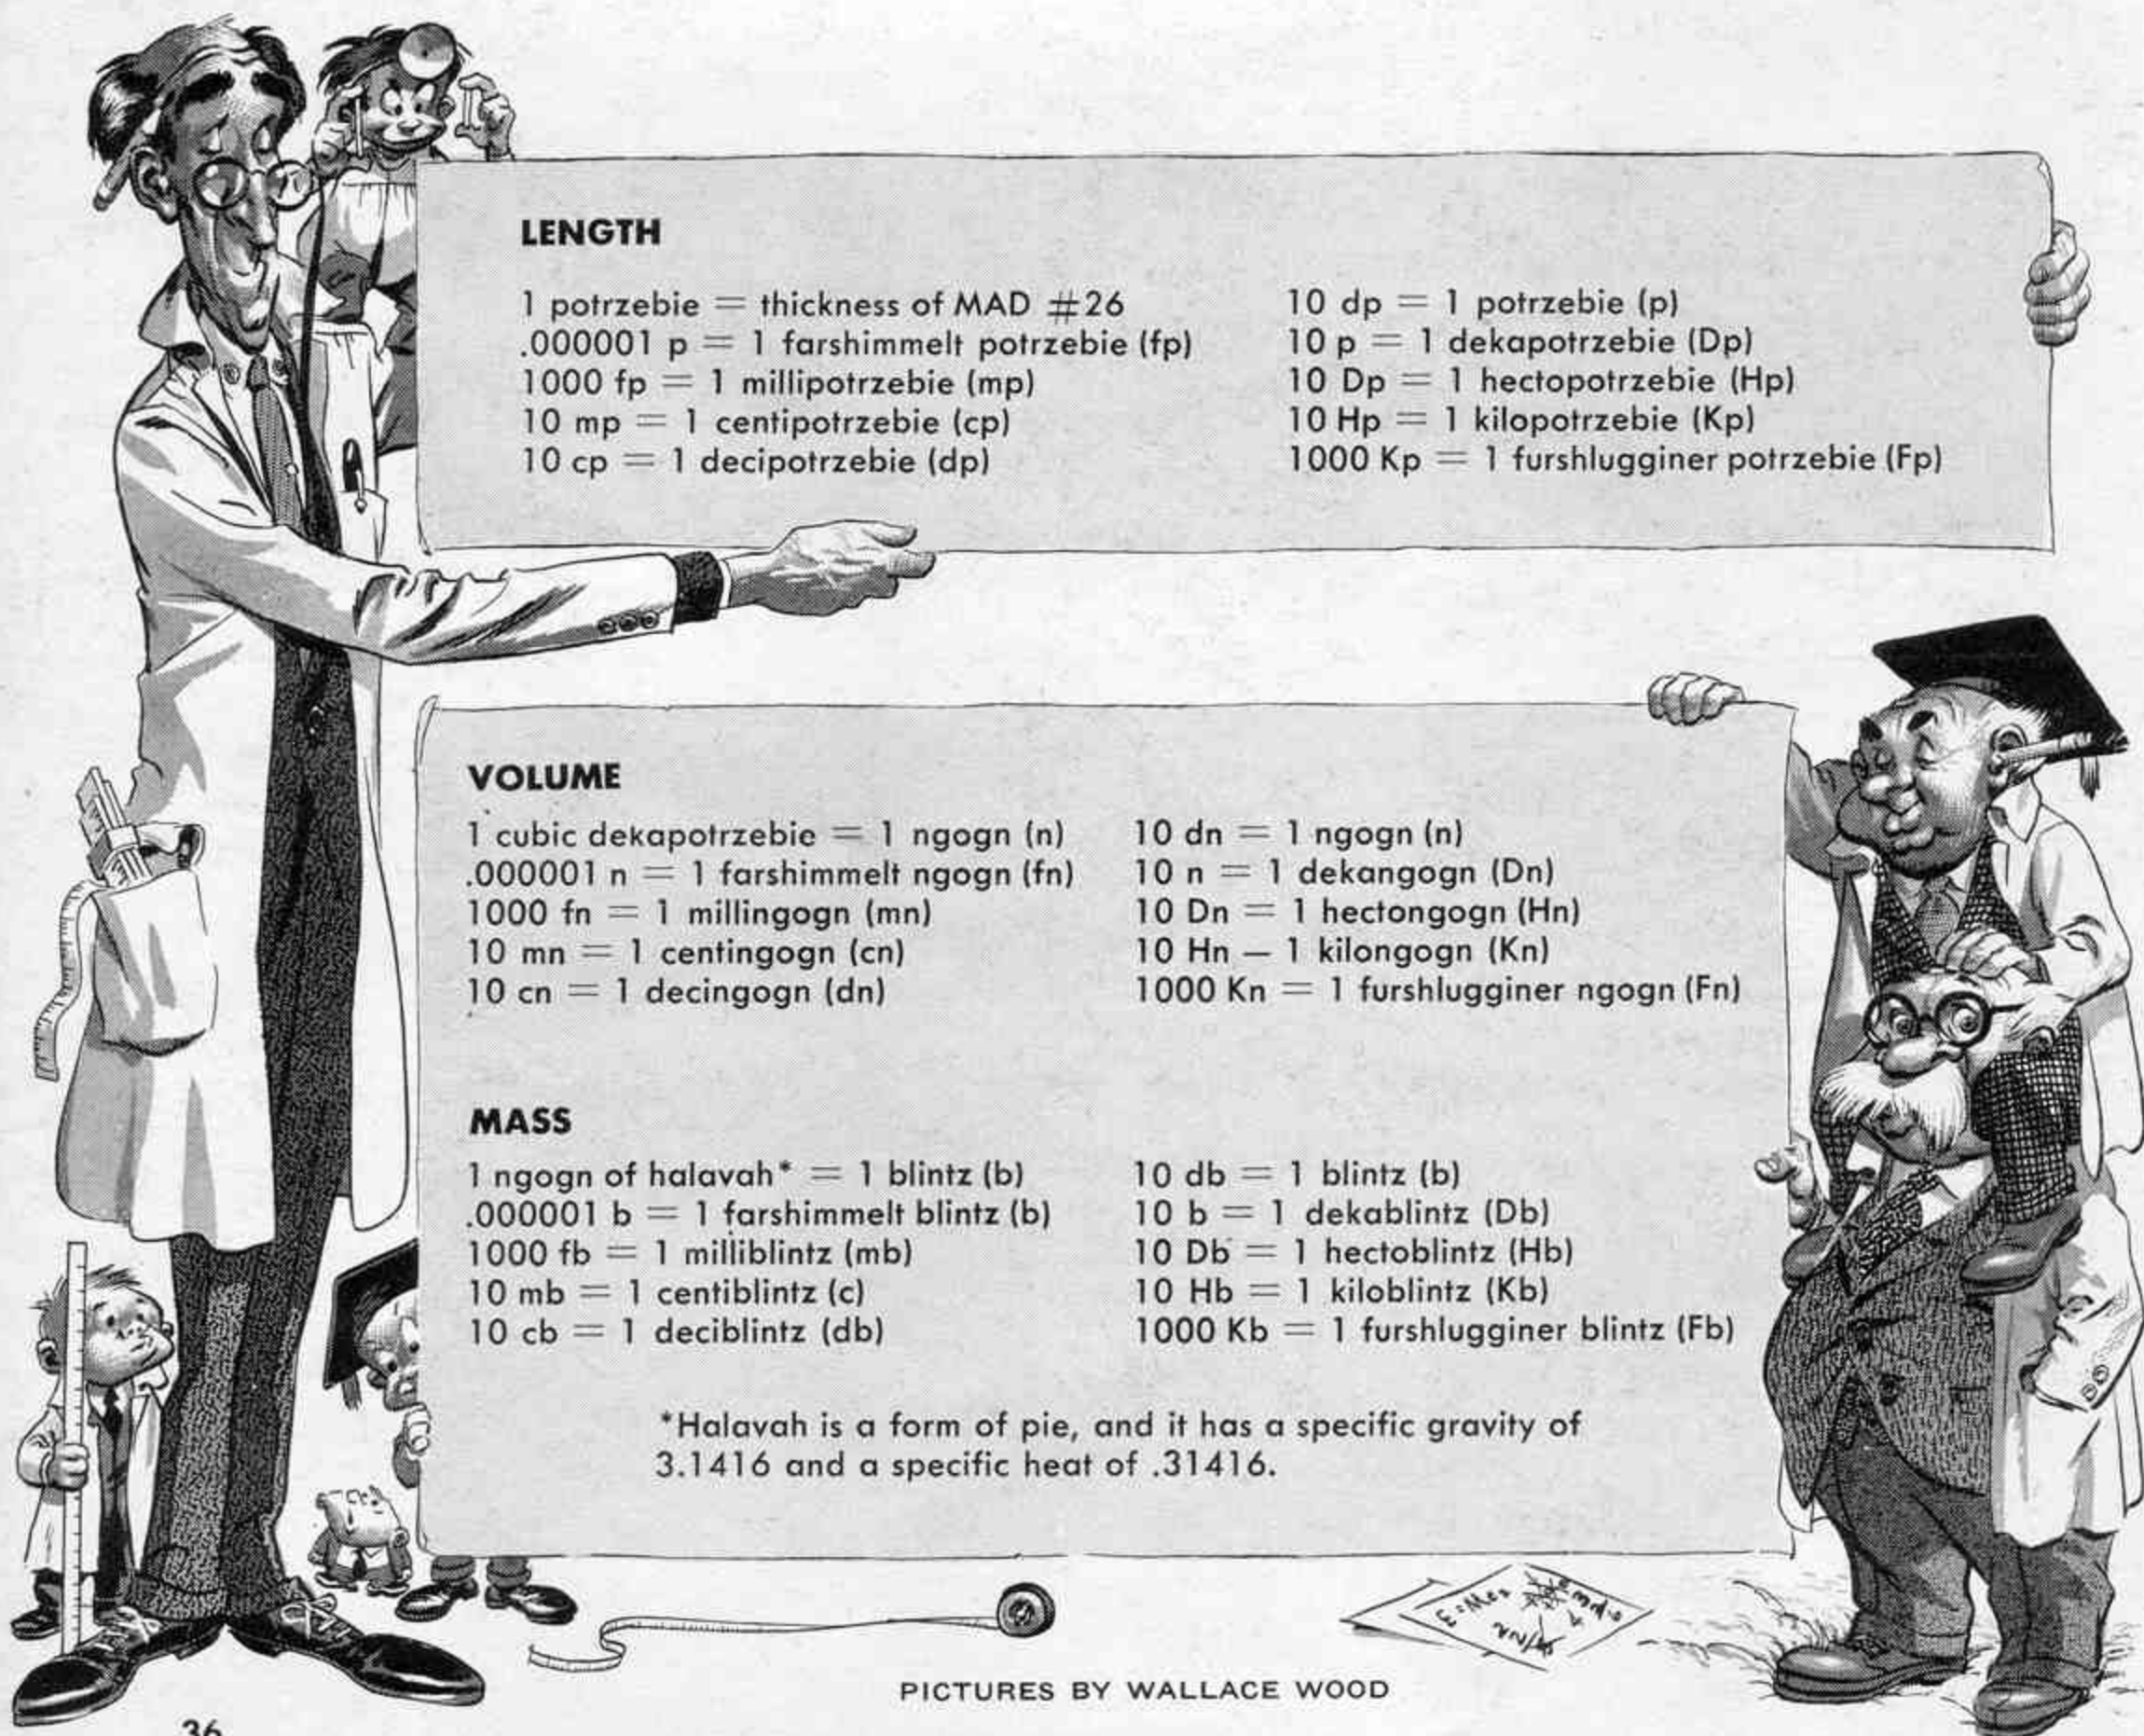 LENGTH
1 potrzebie = thickness of MAD #26
.000001 p = 1 farshimmelt potrzebie (fp)
1000 fp = 1 millipotrzebie (mp)
10 mp = 1 centipotrzebie (cp)
10 cp = 1 decipotrzebie (dp)
10 dp = 1 potrzebie (p)
10 p = 1 dekapotrzebie (Dp)
10 Dp = 1 hectopotrzebie (Hp)
10 Hp = 1 kilopotrzebie (Kp)
1000 Kp = 1 furshlugginer potrzebie (Fp)
VOLUME
1 cubic dekapotrzebie = 1 ngogn (n)
.000001 n = 1 farshimmelt ngogn (fn)
1000 fn = 1 millingogn (mn)
10 mn = 1 centingogn (cn)
10 cn = 1 decingogn (dn)
10 dn = 1 ngogn (n)
10 n = 1 dekangogn (Dn)
10 Dn = 1 hectongogn (Hn)
10 Hn — 1 kilongogn (Kn)
1000 Kn = 1 furshlugginer ngogn (Fn)
MASS
1 ngogn of halavah* = 1 blintz (b)
.000001 b = 1 farshimmelt blintz (b)
1000 fb = 1 milliblintz (mb)
10 mb = 1 centiblintz (c)
10 cb = 1 deciblintz (db)
10 db = 1 blintz (b)
10 b = 1 dekablintz (Db)
10 Db = 1 hectoblintz (Hb)
10 Hb = 1 kiloblintz (Kb)
1000 Kb = 1 furshlugginer blintz (Fb)
*Halavah is a form of pie, and it has a specific gravity of
3.1416 and a specific heat of .31416.
PICTURES BY WALLACE WOOD
36